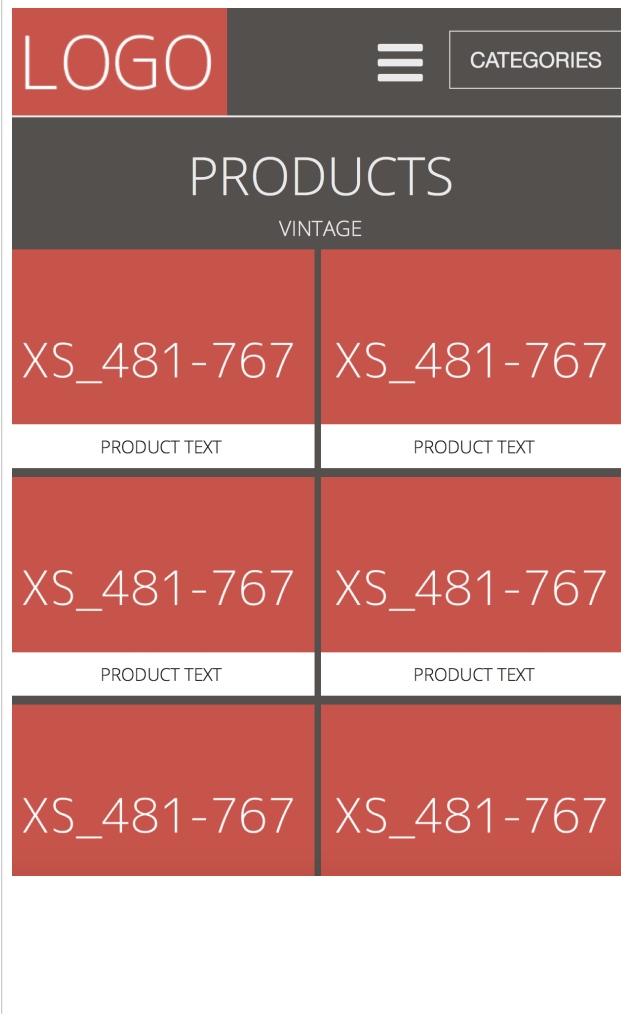 LOGO
CATEGORIES
PRODUCTS
VINTAGE
XS_481-767 XS_481-767
PRODUCT TEXT PRODUCT TEXT
XS_481-767 XS_481-767
PRODUCT TEXT PRODUCT TEXT
XS_481-767 XS_481-767